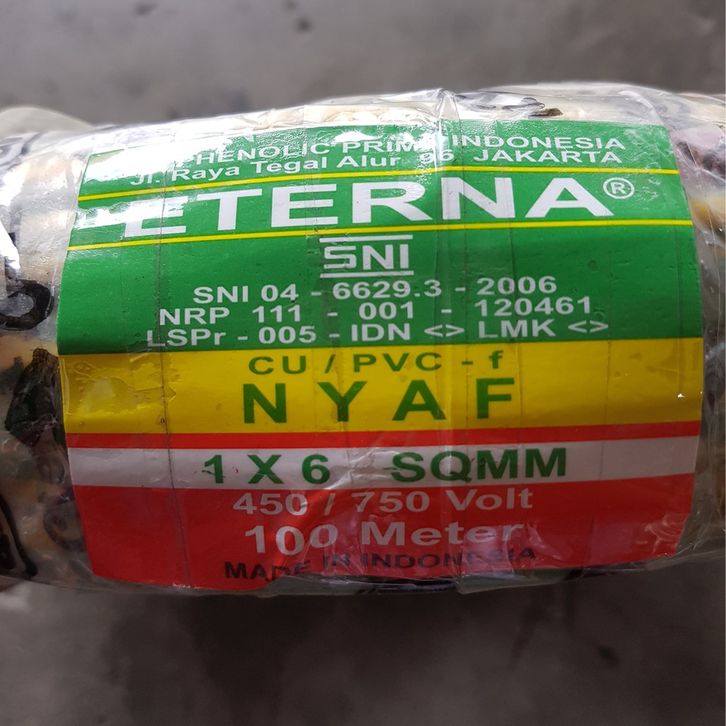 PHENOLIC PRIMA INDONESIA
Jl. Raya Tegal Alur 96 JAKARTA
ETERNA®
SNI
SNI 04 - 6629.3 - 2006
NRP 111 - 001 - 120461
LSPr - 005 - IDN <> LMK <>
CU / PVC - f
NYAF
1 X 6 SQMM
450 / 750 Volt
100 Meter
MADE IN INDONESIA